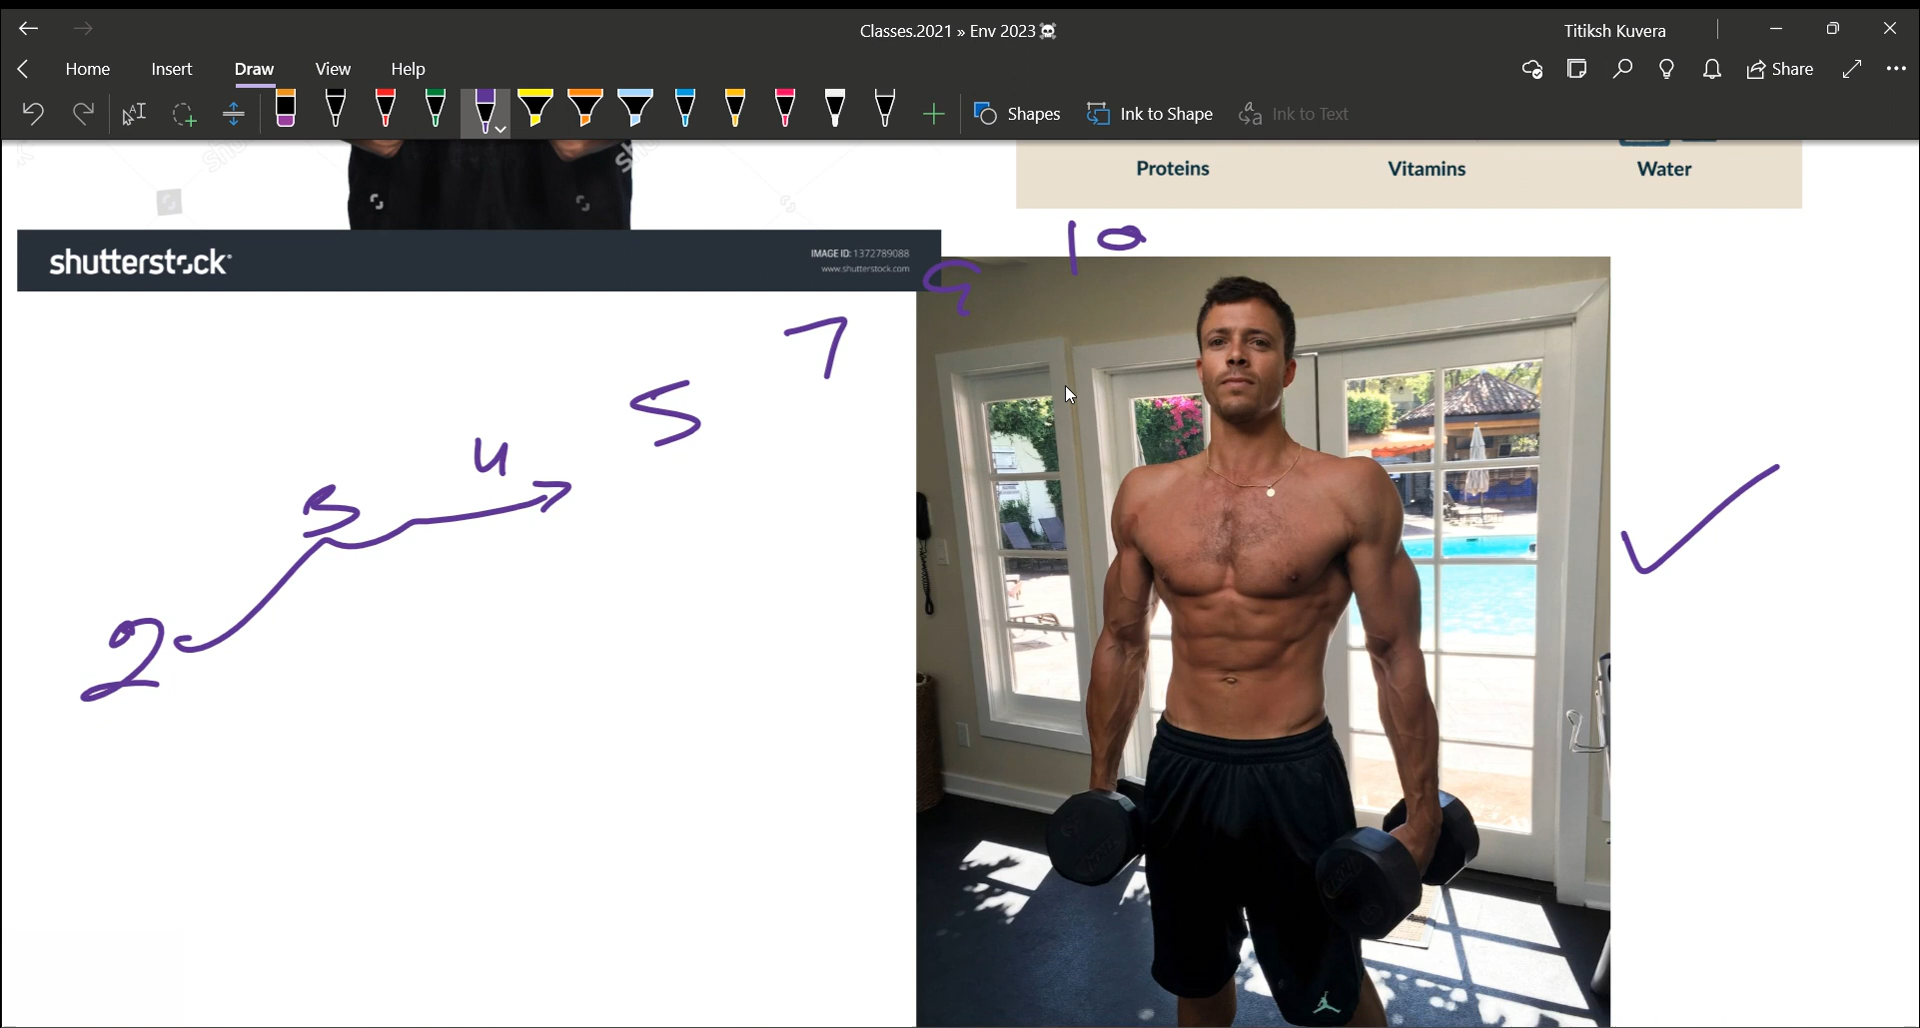 Classes.2021 » Env 2023☠
Titiksh Kuvera
Home Insert Draw View Help
Share
Shapes Ink to Shape Ink to Text
Proteins Vitamins Water
shutterstock
IMAGE ID: 1372789088
www.shutterstock.com
10
9
7
5
4
3
2